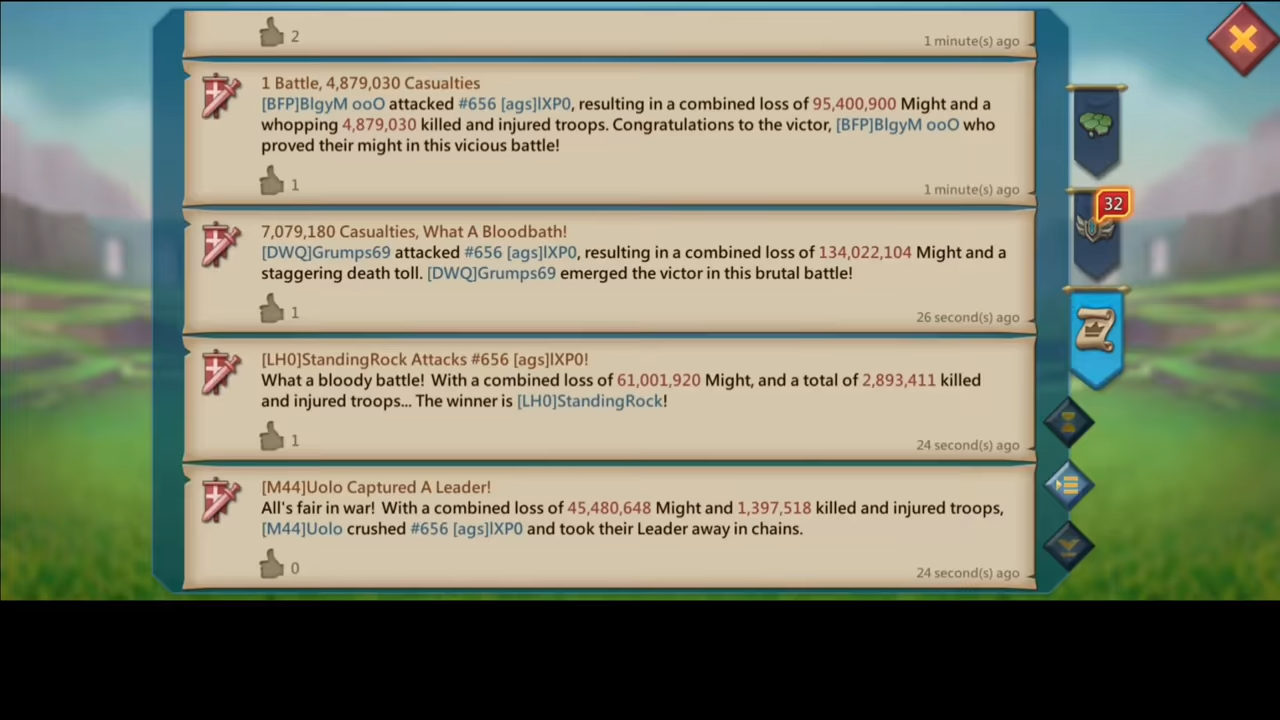 2
1 minute(s) ago
1 Battle, 4,879,030 Casualties
[BFP]BlgyM ooO attacked #656 [ags]lXP0, resulting in a combined loss of 95,400,900 Might and a
whopping 4,879,030 killed and injured troops. Congratulations to the victor, [BFP]BlgyM ooO who
proved their might in this vicious battle!
1
1 minute(s) ago
32
7,079,180 Casualties, What A Bloodbath!
[DWQ]Grumps69 attacked #656 [ags]lXP0, resulting in a combined loss of 134,022,104 Might and a
staggering death toll. [DWQ]Grumps69 emerged the victor in this brutal battle!
1
26 second(s) ago
[LH0]StandingRock Attacks #656 [ags]lXP0!
What a bloody battle! With a combined loss of 61,001,920 Might, and a total of 2,893,411 killed
and injured troops... The winner is [LH0]StandingRock!
1
24 second(s) ago
[M44]Uolo Captured A Leader!
All's fair in war! With a combined loss of 45,480,648 Might and 1,397,518 killed and injured troops,
[M44]Uolo crushed #656 [ags]lXP0 and took their Leader away in chains.
0
24 second(s) ago